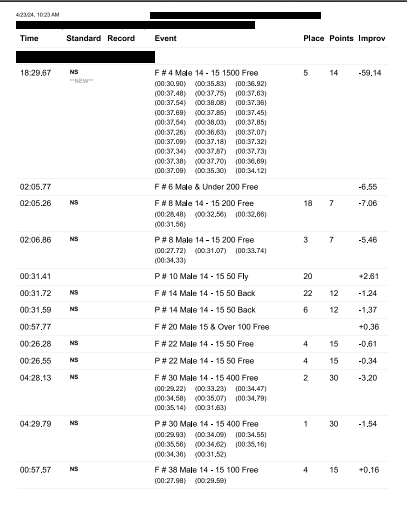 4/23/24, 10:23 AM
Time Standard Record Event Place Points Improv
18:29.67 NS F # 4 Male 14 - 15 1500 Free 5 14 -59.14
**NEW** (00:30.90) (00:35.83) (00:36.92)
(00:37.48) (00:37.75) (00:37.63)
(00:37.54) (00:38.08) (00:37.36)
(00:37.69) (00:37.85) (00:37.45)
(00:37.54) (00:38.03) (00:37.85)
(00:37.26) (00:36.63) (00:37.07)
(00:37.09) (00:37.18) (00:37.32)
(00:37.34) (00:37.87) (00:37.73)
(00:37.38) (00:37.70) (00:36.69)
(00:37.09) (00:35.30) (00:34.12)
02:05.77 F # 6 Male & Under 200 Free -6.55
02:05.26 NS F # 8 Male 14 - 15 200 Free 18 7 -7.06
(00:28.48) (00:32.56) (00:32.66)
(00:31.56)
02:06.86 NS P # 8 Male 14 - 15 200 Free 3 7 -5.46
(00:27.72) (00:31.07) (00:33.74)
(00:34.33)
00:31.41 P # 10 Male 14 - 15 50 Fly 20 +2.61
00:31.72 NS F # 14 Male 14 - 15 50 Back 22 12 -1.24
00:31.59 NS P # 14 Male 14 - 15 50 Back 6 12 -1.37
00:57.77 F # 20 Male 15 & Over 100 Free +0.36
00:26.28 NS F # 22 Male 14 - 15 50 Free 4 15 -0.61
00:26.55 NS P # 22 Male 14 - 15 50 Free 4 15 -0.34
04:28.13 NS F # 30 Male 14 - 15 400 Free 2 30 -3.20
(00:29.22) (00:33.23) (00:34.47)
(00:34.58) (00:35.07) (00:34.79)
(00:35.14) (00:31.63)
04:29.79 NS P # 30 Male 14 - 15 400 Free 1 30 -1.54
(00:29.93) (00:34.09) (00:34.55)
(00:35.56) (00:34.62) (00:35.16)
(00:34.36) (00:31.52)
00:57.57 NS F # 38 Male 14 - 15 100 Free 4 15 +0.16
(00:27.98) (00:29.59)